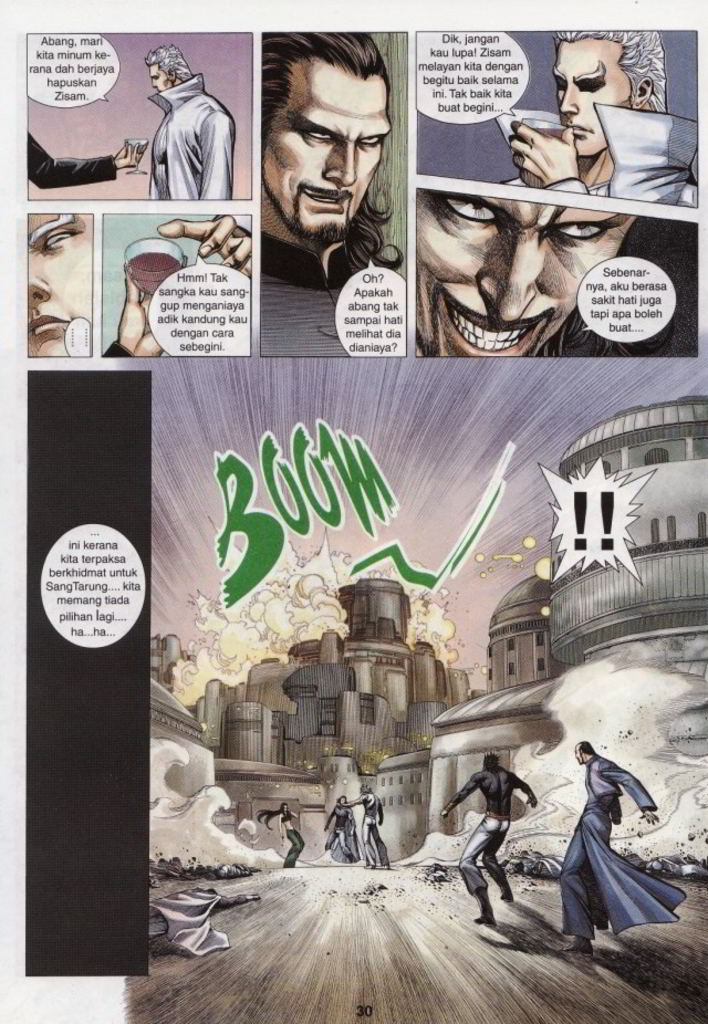 Abang, mari
kita minum ke-
rana dah berjaya
hapuskan
Zisam.
Oh?
Apakah
abang tak
sampai hati
melihat dia
dianiaya?
Dik, jangan
kau lupa! Zisam
melayan kita dengan
begitu baik selama
ini. Tak baik kita
buat begini...
......
Hmm! Tak
sangka kau sang-
gup menganiaya
adik kandung kau
dengan cara
sebegini.
Sebenar-
nya, aku berasa
sakit hati juga
tapi apa boleh
buat....
...
ini kerana
kita terpaksa
berkhidmat untuk
SangTarung.... kita
memang tiada
pilihan lagi....
ha...ha...
BOOM
!!
30